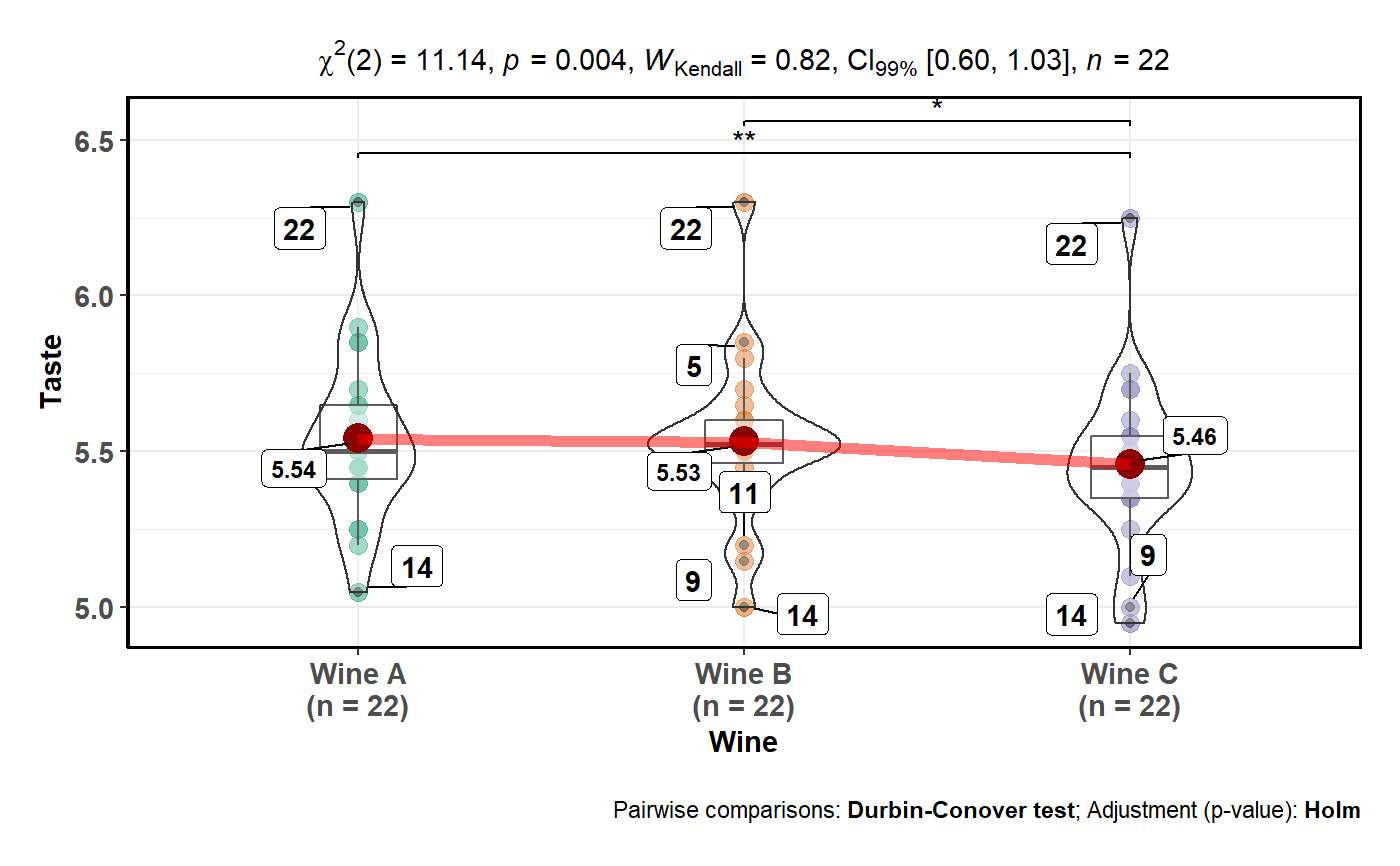 χ2(2) = 11.14, p = 0.004, WKendall = 0.82, CI99% [0.60, 1.03], n = 22
*
**
6.5
6.0
5.5
5.0
Taste
22
22
22
5
5.54
5.53
5.46
11
14
9
9
14
14
Wine A
(n = 22)
Wine B
(n = 22)
Wine C
(n = 22)
Wine
Pairwise comparisons: Durbin-Conover test; Adjustment (p-value): Holm